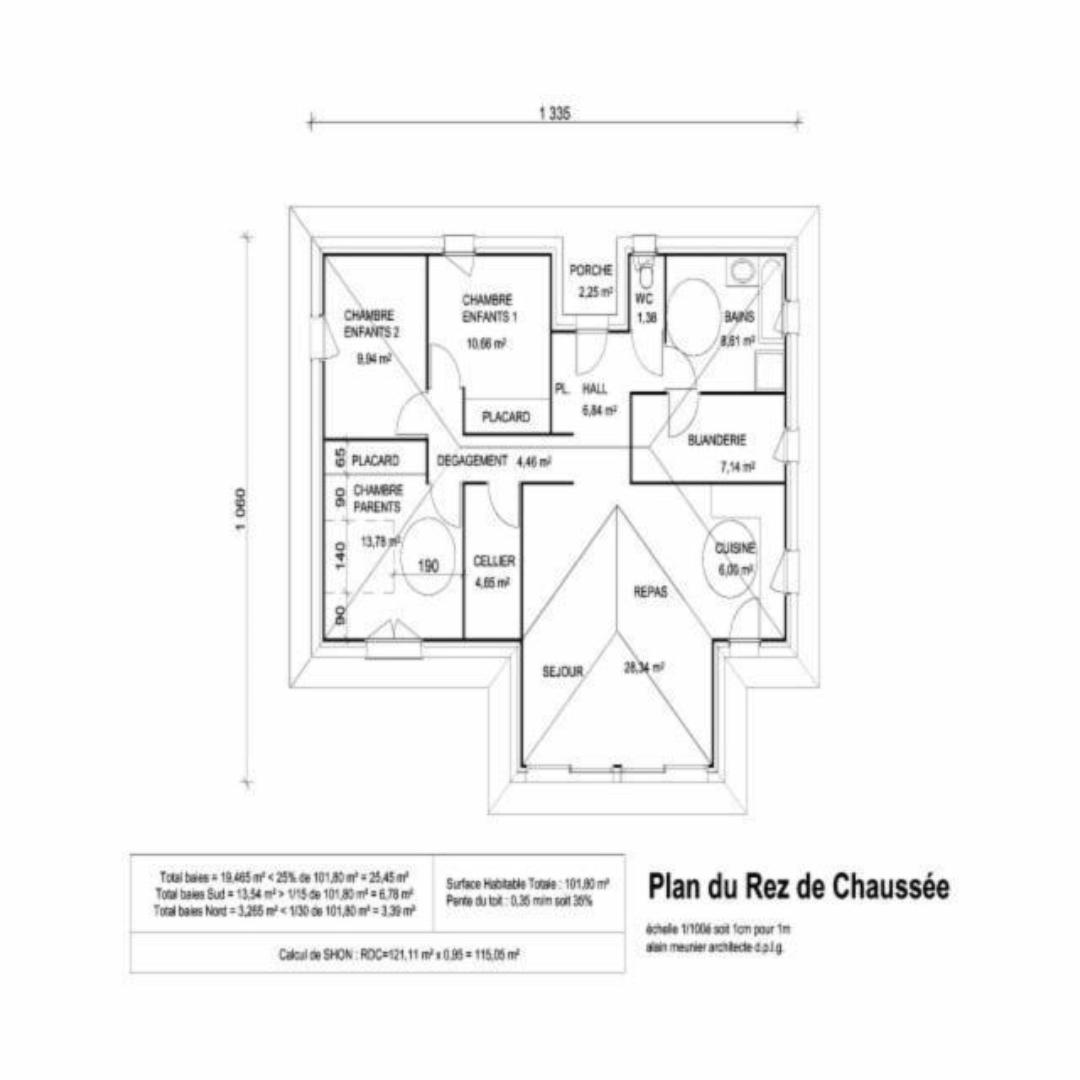 1 335
PORCHE
2,25 m²
WC
1,38
CHAMBRE
ENFANTS 1
10,66 m²
CHAMBRE
ENFANTS 2
9,94 m²
BAINS
8,61 m²
PL. HALL
6,84 m²
PLACARD
BUANDERIE
7,14 m²
65
PLACARD
DEGAGEMENT 4,46 m²
90
CHAMBRE
PARENTS
1 060
13,78 m²
140
190
CELLIER
4,65 m²
CUISINE
6,00 m²
REPAS
90
SEJOUR
28,34 m²
Total baies = 19,465 m² < 25% de 101,80 m² = 25,45 m²
Total baies Sud = 13,54 m² > 1/15 de 101,80 m² = 6,78 m²
Total baies Nord = 3,265 m² < 1/30 de 101,80 m² = 3,39 m²
Surface Habitable Totale : 101,80 m²
Pente du toit : 0,35 m/m soit 35%
Calcul de SHON : RDC=121,11 m² x 0,95 = 115,05 m²
Plan du Rez de Chaussée
échelle 1/100é soit 1cm pour 1m
alain meunier architecte d.p.l.g.